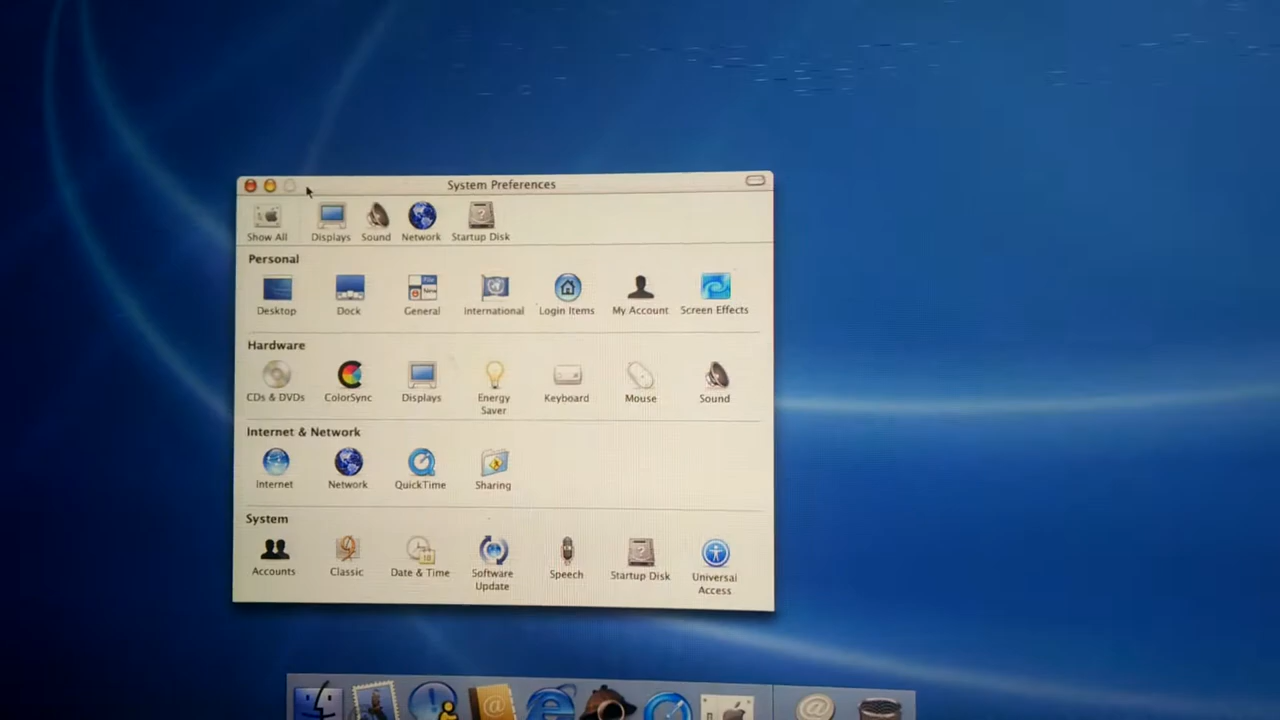 System Preferences
Show All Displays Sound Network Startup Disk
Personal
Desktop Dock General International Login Items My Account Screen Effects
Hardware
CDs & DVDs ColorSync Displays Energy Saver Keyboard Mouse Sound
Internet & Network
Internet Network QuickTime Sharing
System
Accounts Classic Date & Time Software Update Speech Startup Disk Universal Access